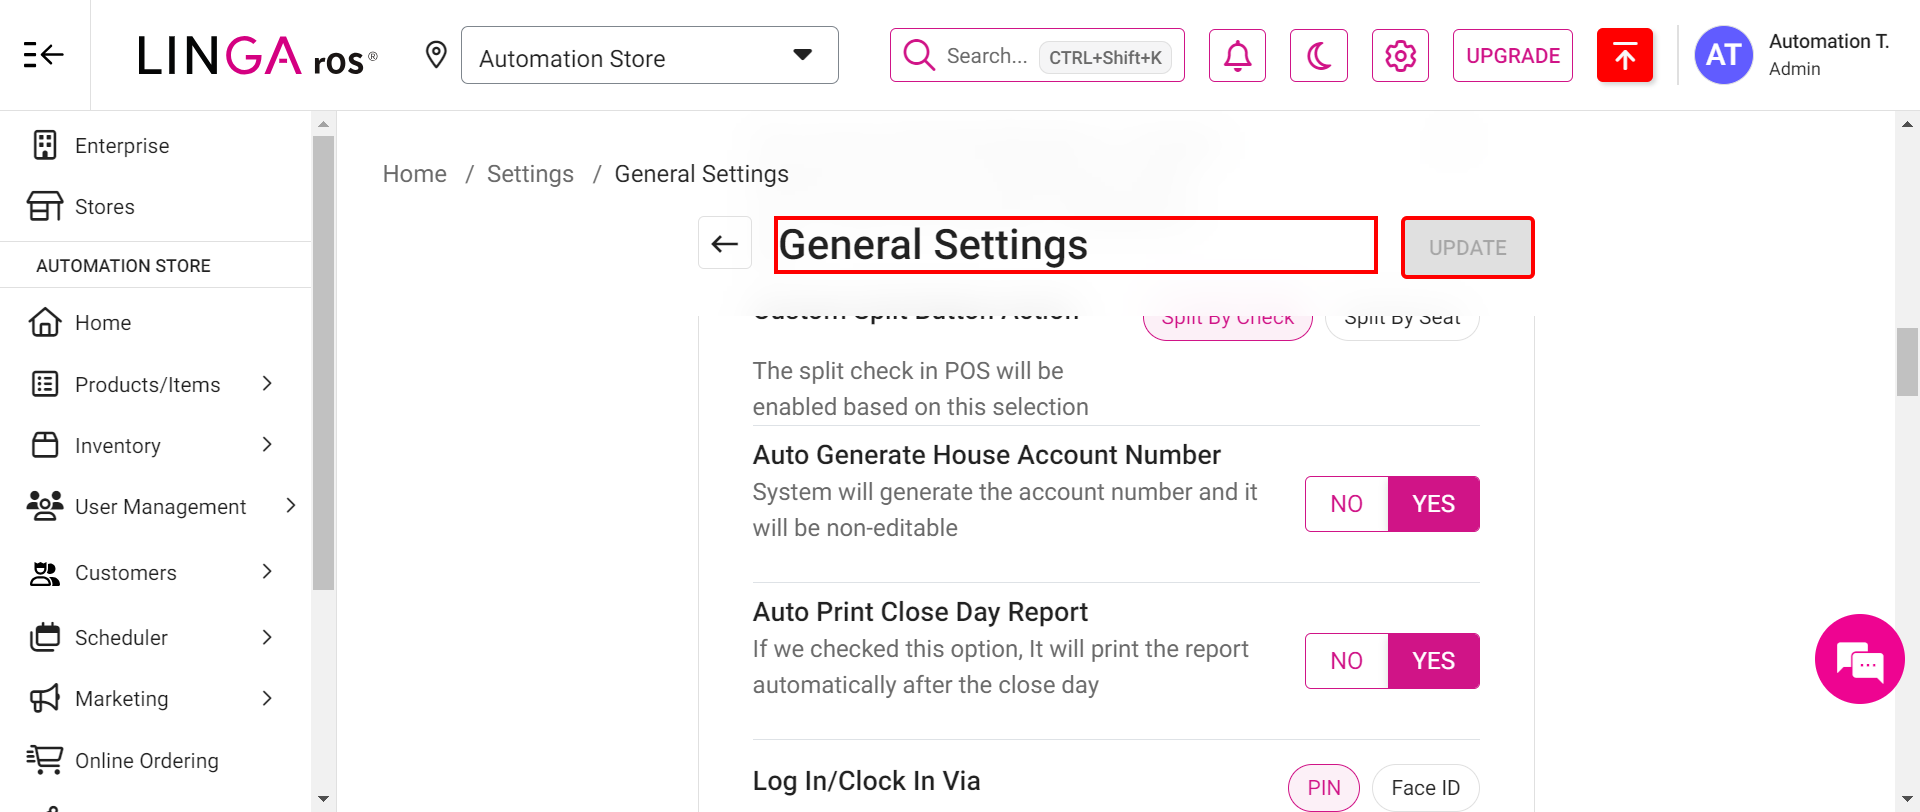 LINGA ros®
Automation Store
Search... CTRL+Shift+K
UPGRADE
AT
Automation T.
Admin
Enterprise
Stores
AUTOMATION STORE
Home
Products/Items
Inventory
User Management
Customers
Scheduler
Marketing
Online Ordering
Home / Settings / General Settings
General Settings
UPDATE
Custom Split Button Action
Split By Check
Split By Seat
The split check in POS will be
enabled based on this selection
Auto Generate House Account Number
System will generate the account number and it
will be non-editable
NO YES
Auto Print Close Day Report
If we checked this option, It will print the report
automatically after the close day
NO YES
Log In/Clock In Via
PIN
Face ID